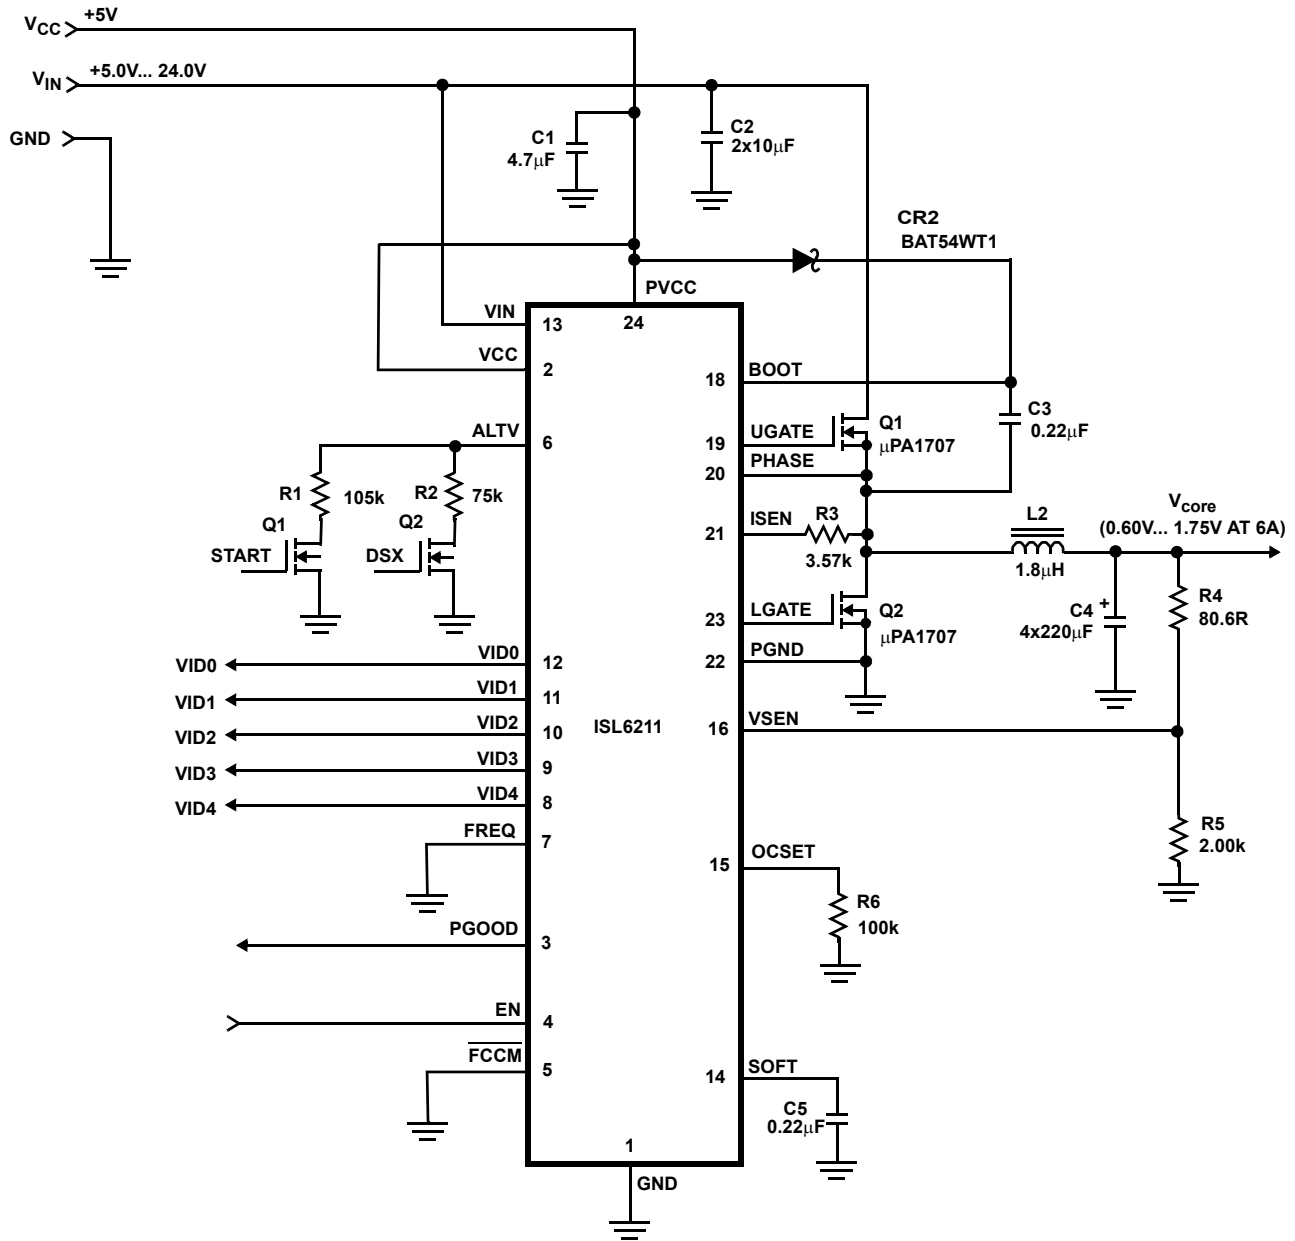 VCC +5V
VIN +5.0V... 24.0V
GND
C1
4.7µF
C2
2x10µF
CR2
BAT54WT1
PVCC
24
VIN
13
VCC
2
18
BOOT
C3
0.22µF
ALTV
6
19
UGATE
Q1
µPA1707
20
PHASE
R1
105k
R2
75k
21
ISEN
R3
3.57k
L2
1.8µH
Vcore
(0.60V... 1.75V AT 6A)
Q1
START
Q2
DSX
23
LGATE
Q2
µPA1707
C4
+
4x220µF
R4
80.6R
22
PGND
VID0
VID0
12
VID1
VID1
11
VID2
VID2
10
VID3
VID3
9
VID4
VID4
8
ISL6211
16
VSEN
FREQ
7
R5
2.00k
15
OCSET
R6
100k
PGOOD
3
EN
4
FCCM
5
14
SOFT
C5
0.22µF
1
GND